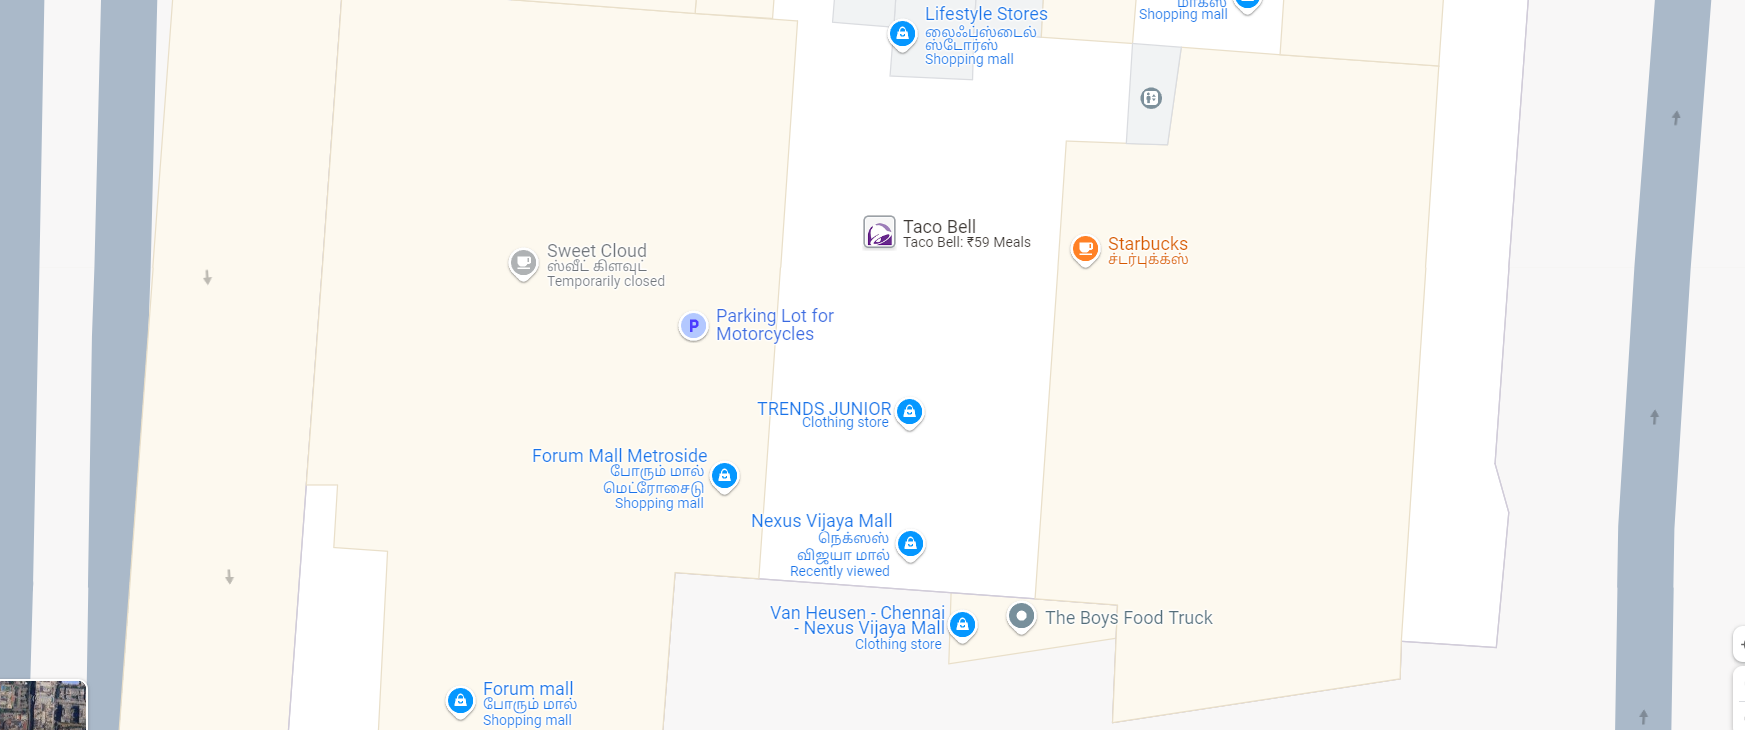 Lifestyle Stores
லைஃப்ஸ்டைல்
ஸ்டோர்ஸ்
Shopping mall
மாக்ஸ்
Shopping mall
Taco Bell
Taco Bell: ₹59 Meals
Starbucks
ச்டர்புக்க்ஸ்
Sweet Cloud
ஸ்வீட் கிளவுட்
Temporarily closed
P
Parking Lot for
Motorcycles
TRENDS JUNIOR
Clothing store
Forum Mall Metroside
போரும் மால்
மெட்ரோசைடு
Shopping mall
Nexus Vijaya Mall
நெக்ஸஸ்
விஜயா மால்
Recently viewed
Van Heusen - Chennai
- Nexus Vijaya Mall
Clothing store
The Boys Food Truck
Forum mall
போரும் மால்
Shopping mall